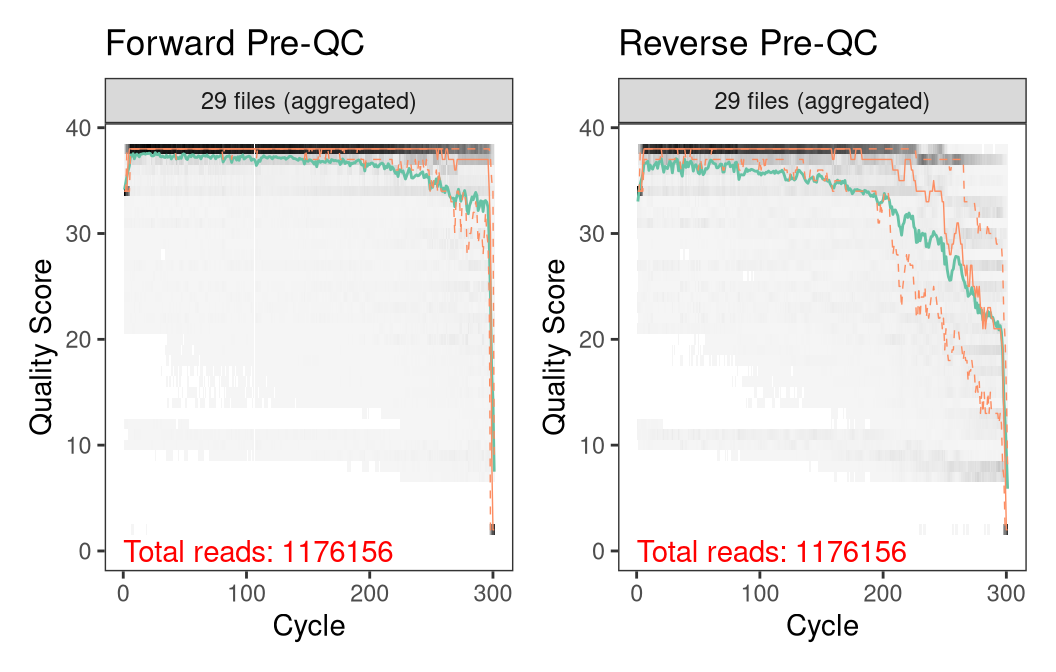 Forward Pre-QC
29 files (aggregated)
Quality Score
40
30
20
10
0
Total reads: 1176156
0 100 200 300
Cycle
Reverse Pre-QC
29 files (aggregated)
Quality Score
40
30
20
10
0
Total reads: 1176156
0 100 200 300
Cycle